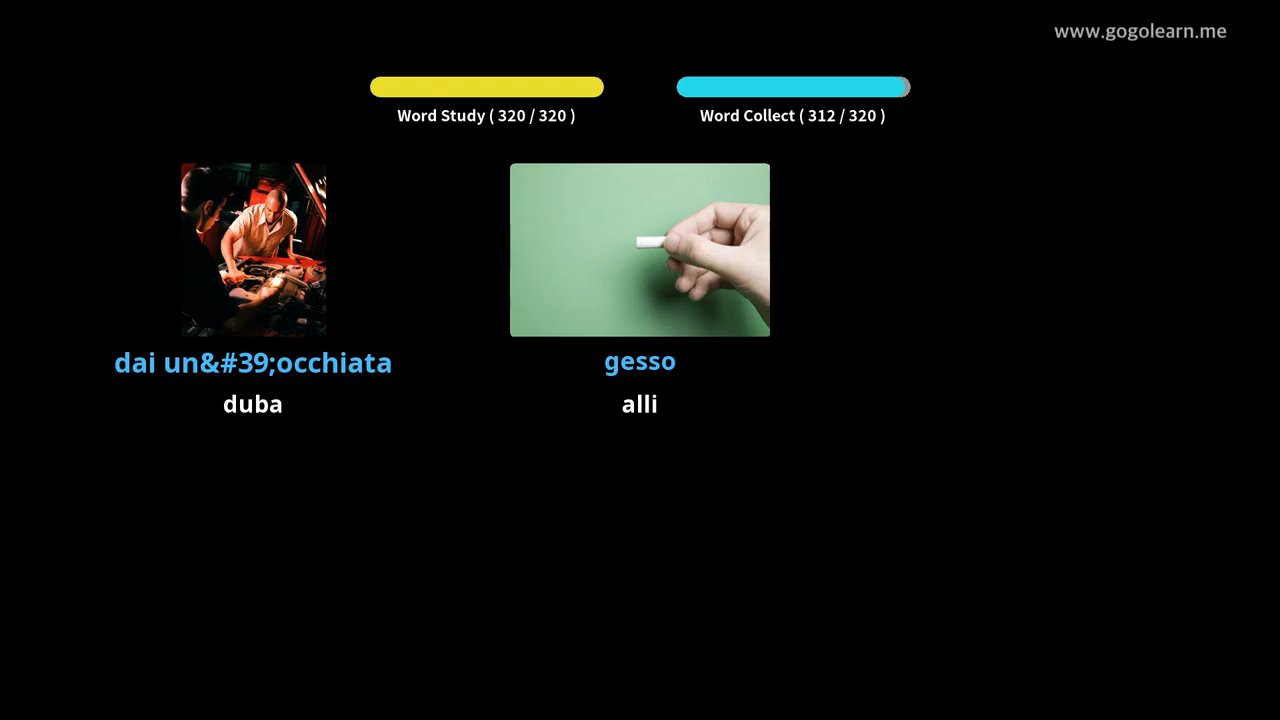 www.gogolearn.me
Word Study ( 320 / 320 )
Word Collect ( 312 / 320 )
dai un&#39;occhiata
gesso
duba
alli